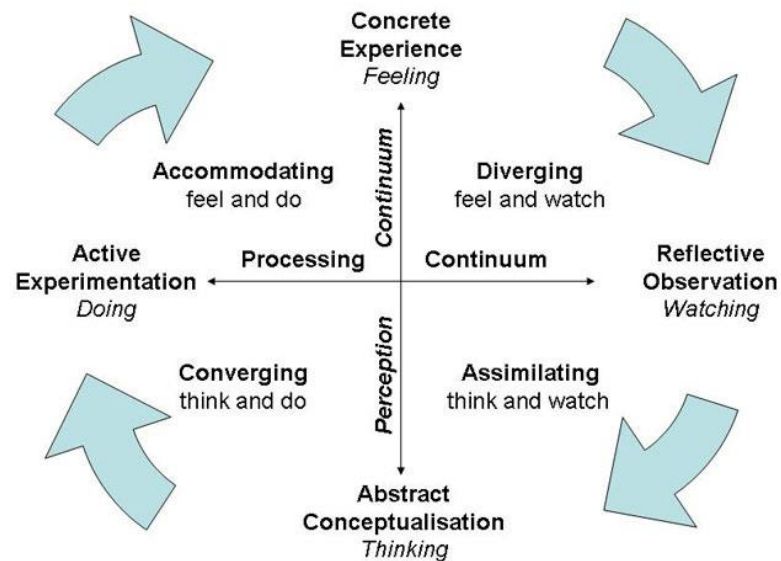 Concrete
Experience
Feeling
Accommodating
feel and do
Continuum
Diverging
feel and watch
Active
Experimentation
Doing
Processing
Continuum
Reflective
Observation
Watching
Converging
think and do
Perception
Assimilating
think and watch
Abstract
Conceptualisation
Thinking